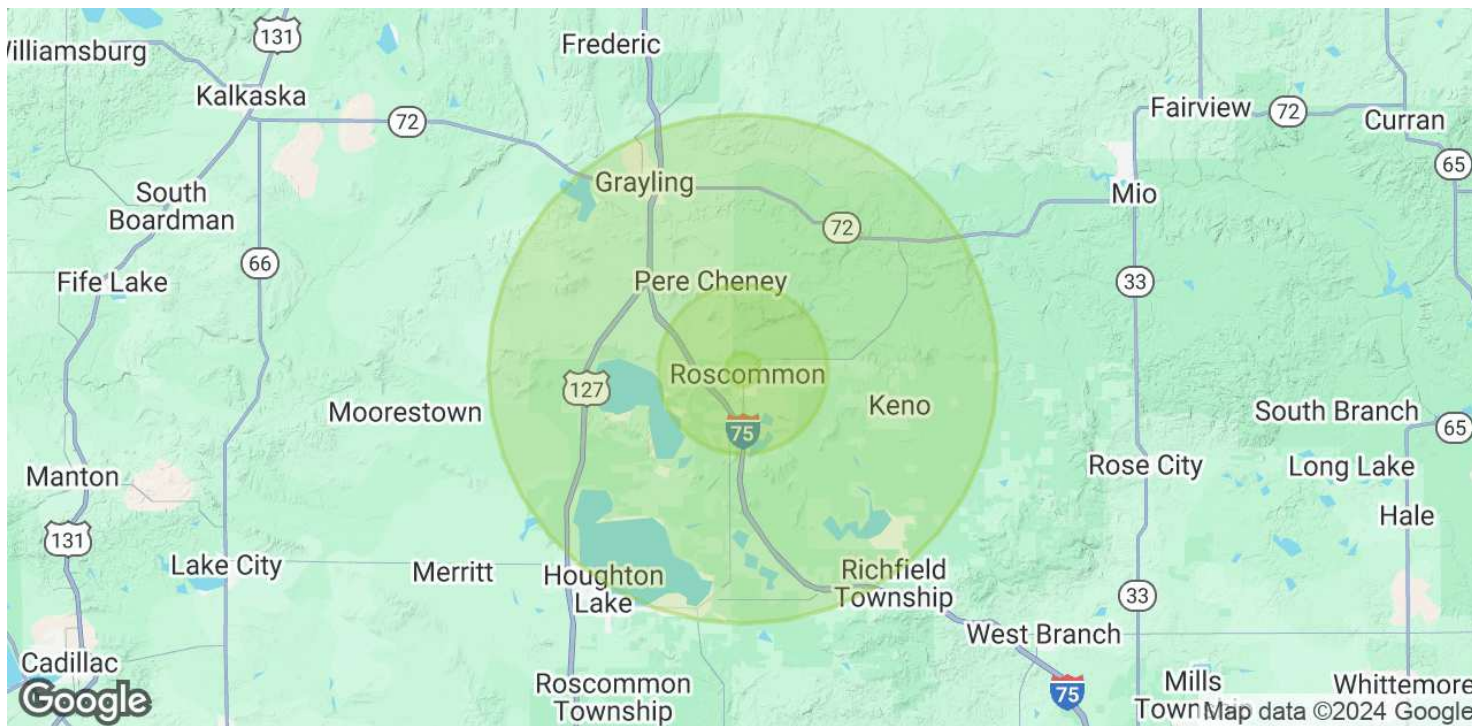 Williamsburg
131
Frederic
Kalkaska
72
Fairview
72
Curran
65
South
Boardman
Grayling
Mio
72
66
Fife Lake
Pere Cheney
33
Roscommon
127
Keno
Moorestown
75
South Branch
65
Manton
Rose City
Long Lake
Hale
131
Lake City
Merritt
Houghton
Lake
Richfield
Township
33
West Branch
Cadillac
Google
Roscommon
Township
75
Mills
Whittemore
Map data ©2024 Google